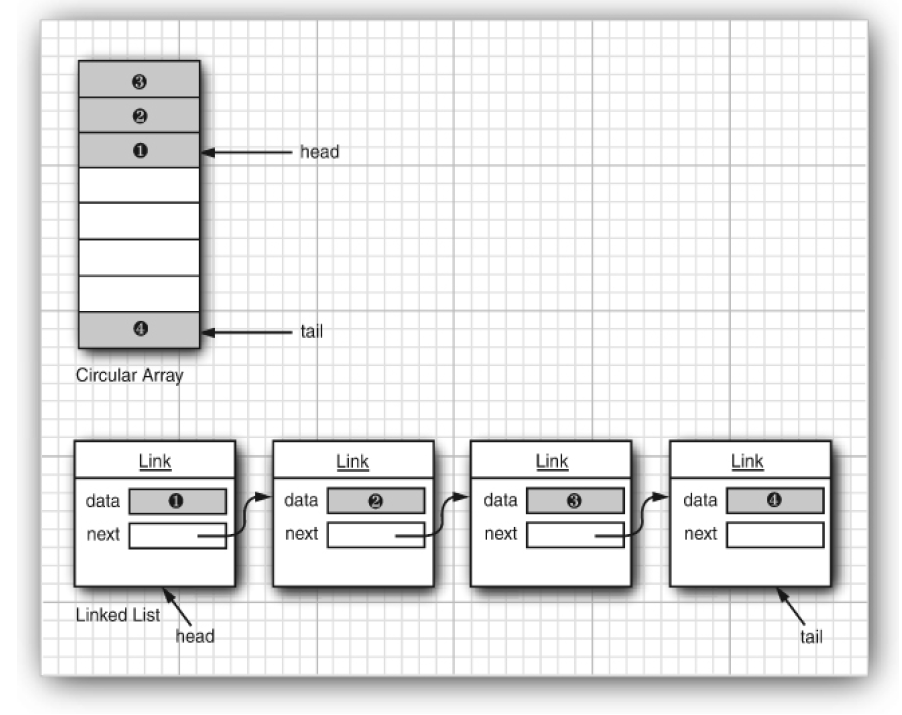 ❸
❷
❶
head
❹
tail
Circular Array
Link
data ❶
next
Link
data ❷
next
Link
data ❸
next
Link
data ❹
next
Linked List
head
tail